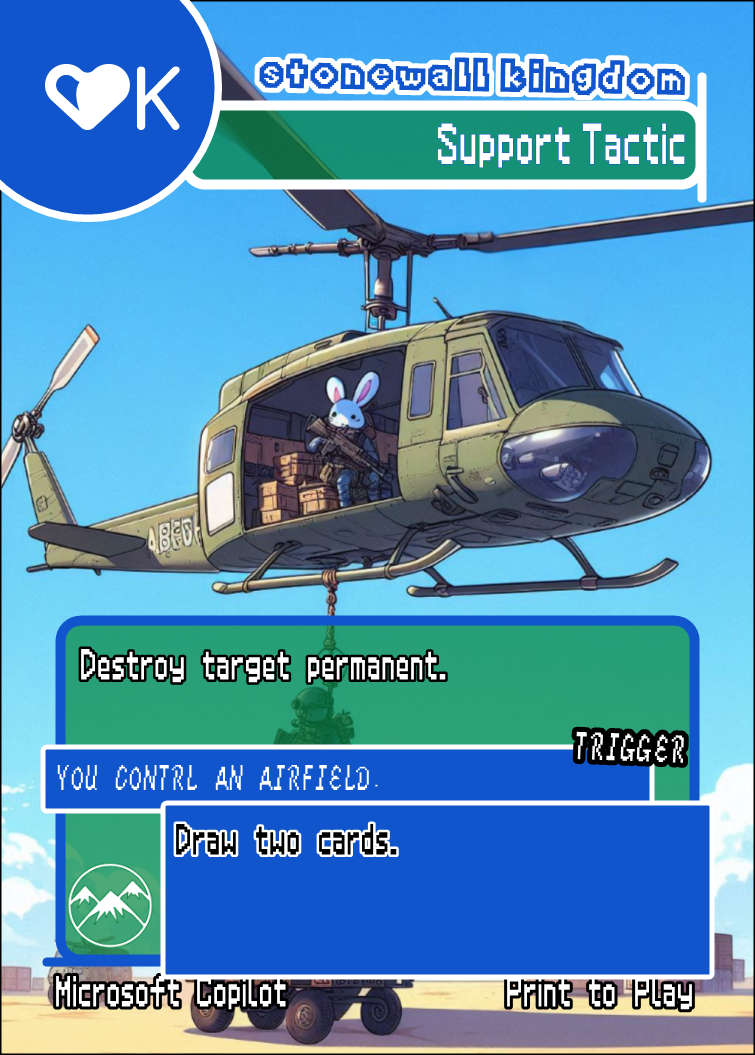 K
stonewall kingdom
Support Tactic
Destroy target permanent.
TRIGGER
YOU CONTRL AN AIRFIELD.
Draw two cards.
Microsoft Copilot
Print to Play